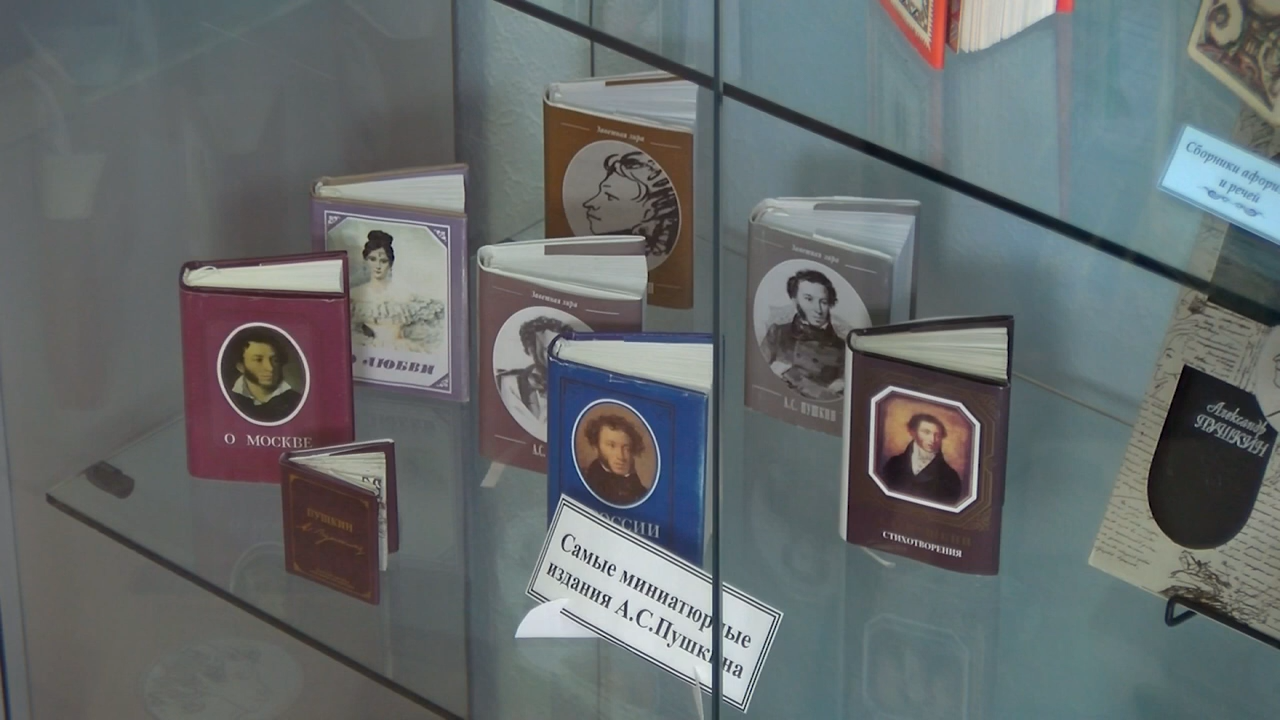 Заветная лира
Сборники афори
и речей
Заветная лира
Заветная лира
О ЛЮБВИ
А.С. ПУШКИН
А.С.
О МОСКВЕ
Александр
ПУШКИН
ПУШКИН
РОССИИ
СТИХОТВОРЕНИЯ
Самые миниатюрные
издания А.С.Пушкина